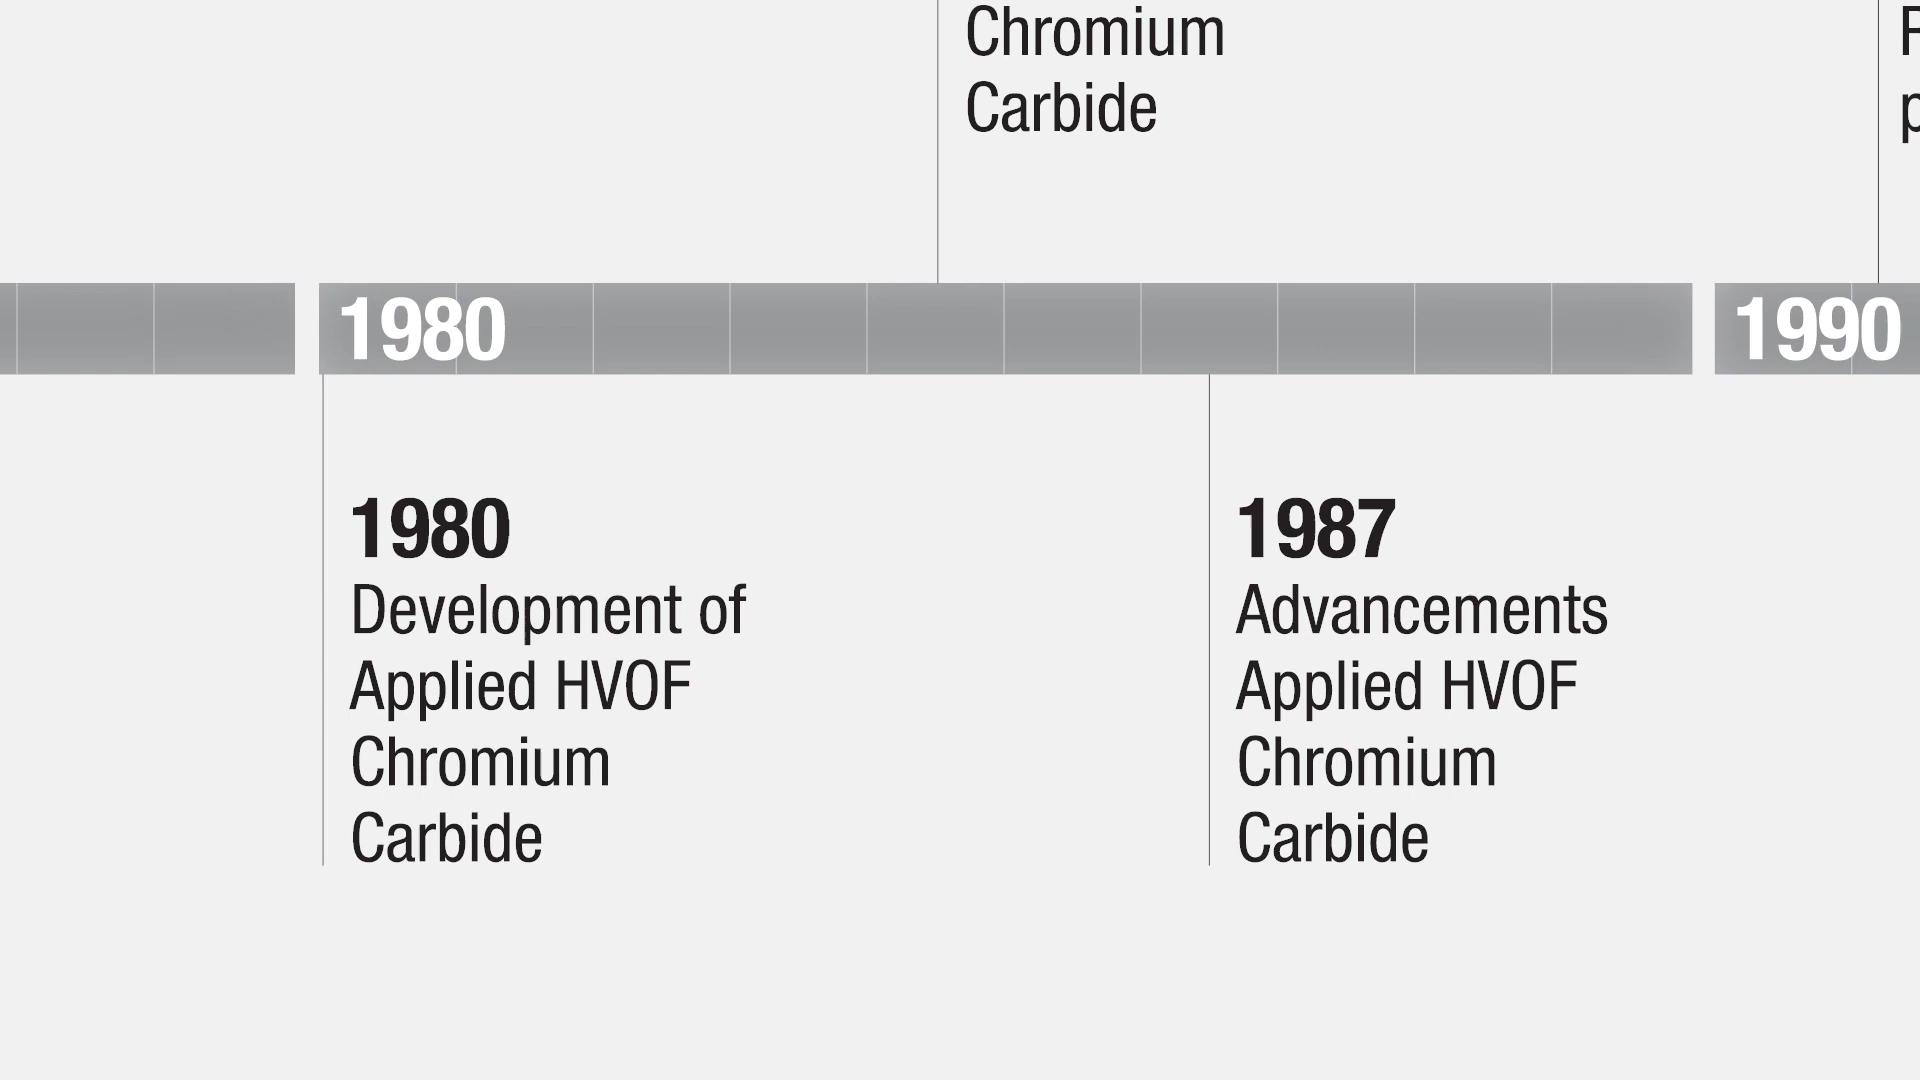 Chromium
Carbide
1980
1990
1980
Development of
Applied HVOF
Chromium
Carbide
1987
Advancements
Applied HVOF
Chromium
Carbide